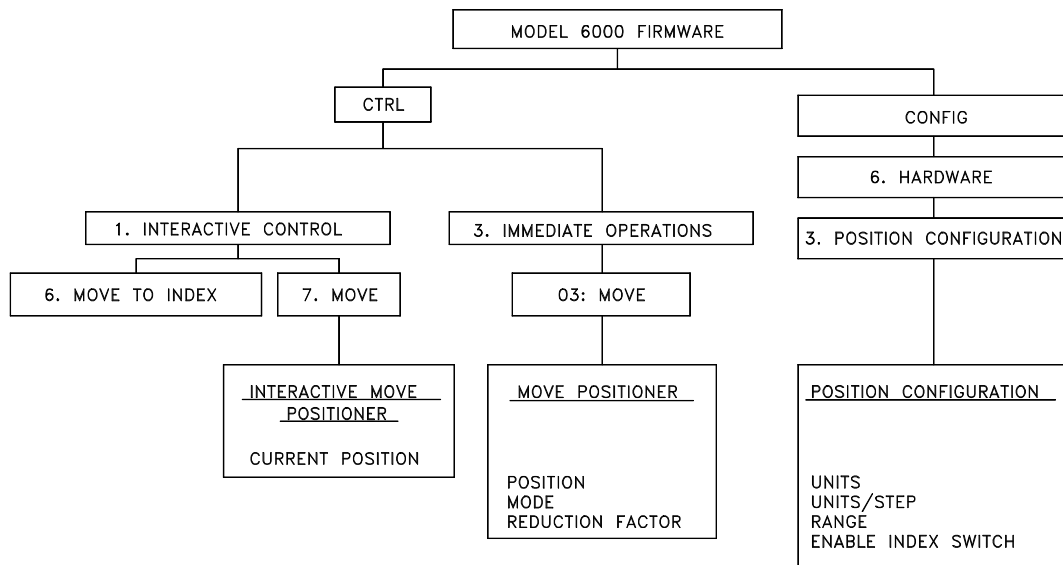 MODEL 6000 FIRMWARE
CTRL
CONFIG
6. HARDWARE
1. INTERACTIVE CONTROL
3. IMMEDIATE OPERATIONS
3. POSITION CONFIGURATION
6. MOVE TO INDEX
7. MOVE
03: MOVE
INTERACTIVE MOVE
POSITIONER
CURRENT POSITION
MOVE POSITIONER
POSITION
MODE
REDUCTION FACTOR
POSITION CONFIGURATION
UNITS
UNITS/STEP
RANGE
ENABLE INDEX SWITCH